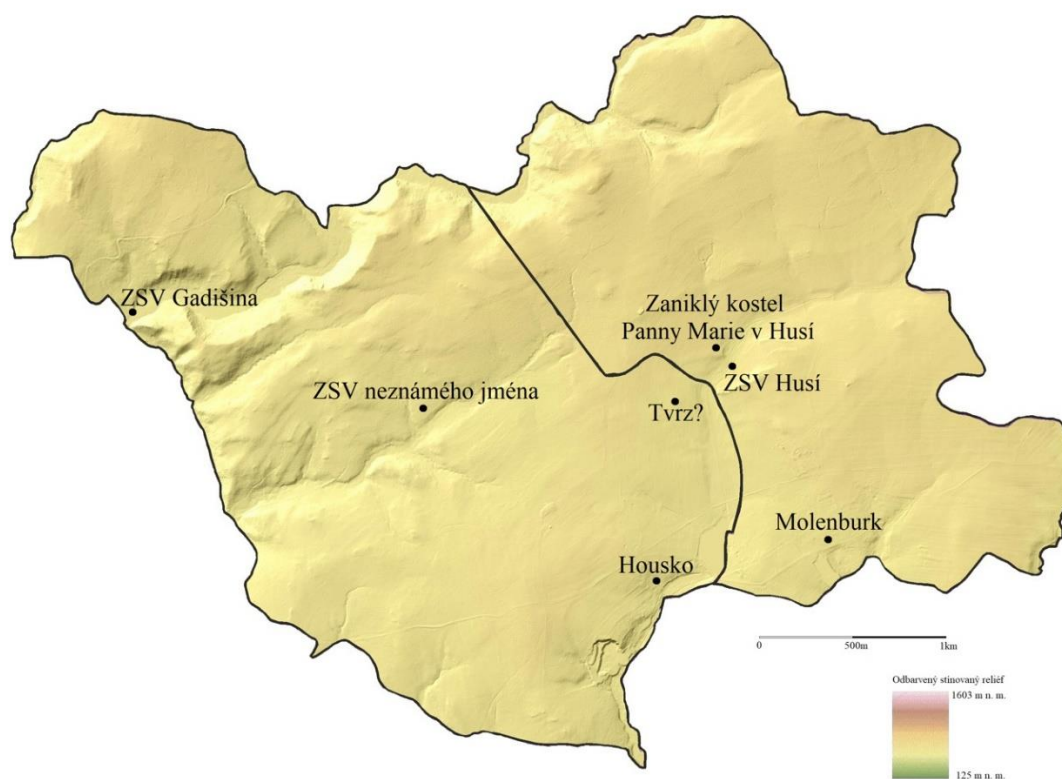 ZSV Gadišina
Zaniklý kostel
Panny Marie v Husí
ZSV Husí
ZSV neznámého jména
Tvrz?
Molenburk
Housko
0 500m 1km
Odbarvený stínovaný reliéf
1603 m n. m.
125 m n. m.